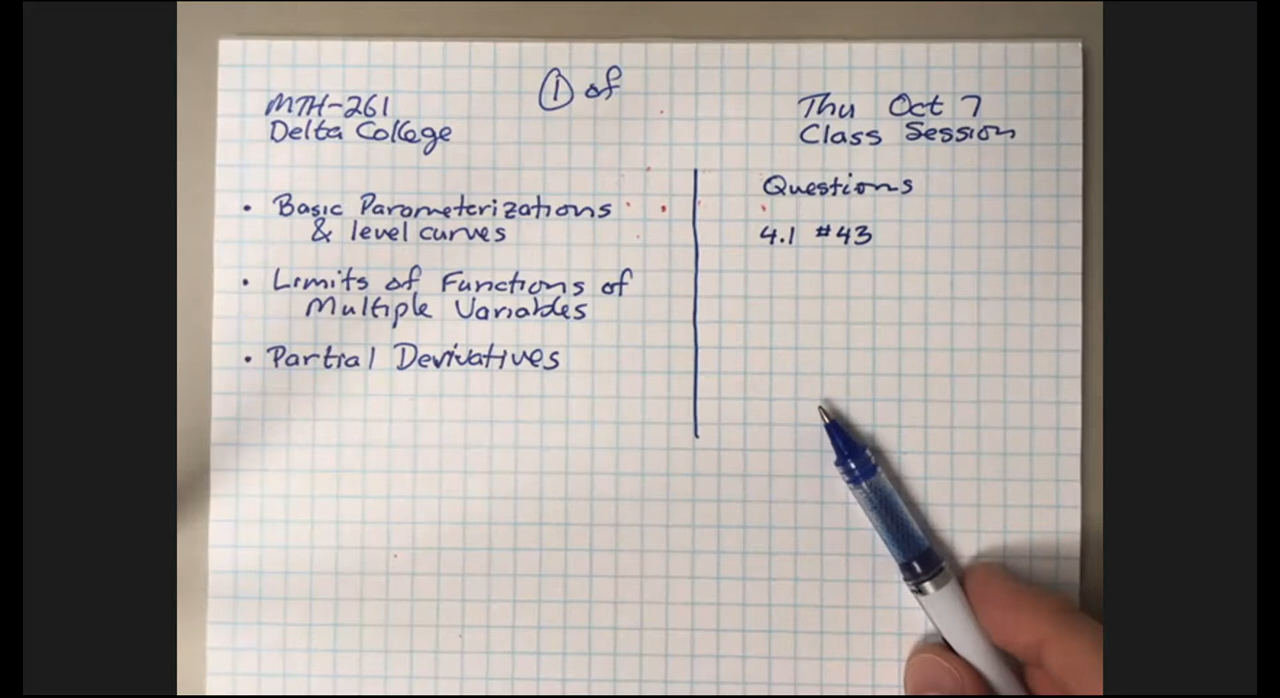 ① of
MTH-261
Delta College
Thu Oct 7
Class Session
• Basic Parameterizations
& level curves
• Limits of Functions of
Multiple Variables
• Partial Derivatives
Questions
4.1 #43